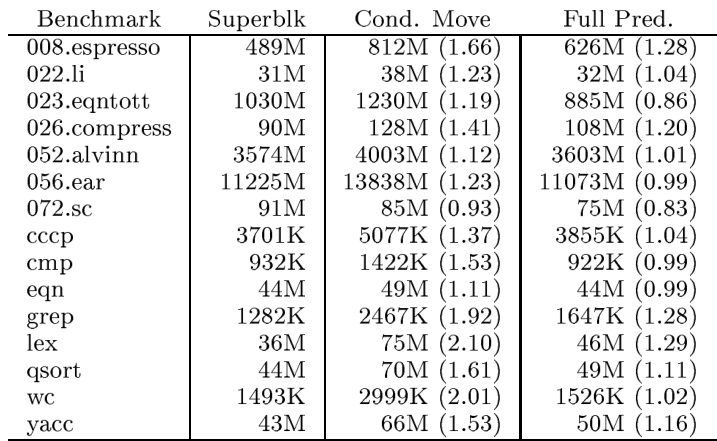 Benchmark Superblk Cond. Move Full Pred.
008.espresso 489M 812M (1.66) 626M (1.28)
022.li 31M 38M (1.23) 32M (1.04)
023.eqntott 1030M 1230M (1.19) 885M (0.86)
026.compress 90M 128M (1.41) 108M (1.20)
052.alvinn 3574M 4003M (1.12) 3603M (1.01)
056.ear 11225M 13838M (1.23) 11073M (0.99)
072.sc 91M 85M (0.93) 75M (0.83)
cccp 3701K 5077K (1.37) 3855K (1.04)
cmp 932K 1422K (1.53) 922K (0.99)
eqn 44M 49M (1.11) 44M (0.99)
grep 1282K 2467K (1.92) 1647K (1.28)
lex 36M 75M (2.10) 46M (1.29)
qsort 44M 70M (1.61) 49M (1.11)
wc 1493K 2999K (2.01) 1526K (1.02)
yacc 43M 66M (1.53) 50M (1.16)